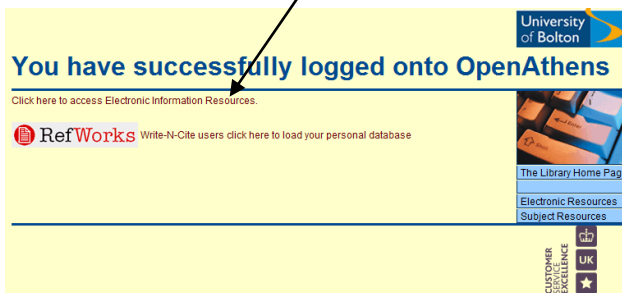 University
of Bolton
You have successfully logged onto OpenAthens
Click here to access Electronic Information Resources.
RefWorks Write-N-Cite users click here to load your personal database
The Library Home Pag
Electronic Resources
Subject Resources
CUSTOMER
SERVICE
EXCELLENCE
UK